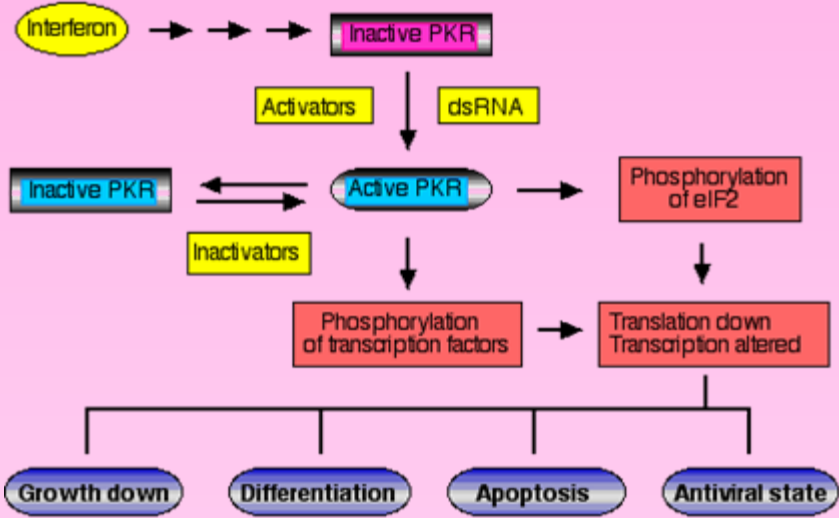 Interferon
Inactive PKR
Activators
dsRNA
Inactive PKR
Active PKR
Phosphorylation
of eIF2
Inactivators
Phosphorylation
of transcription factors
Translation down
Transcription altered
Growth down
Differentiation
Apoptosis
Antiviral state